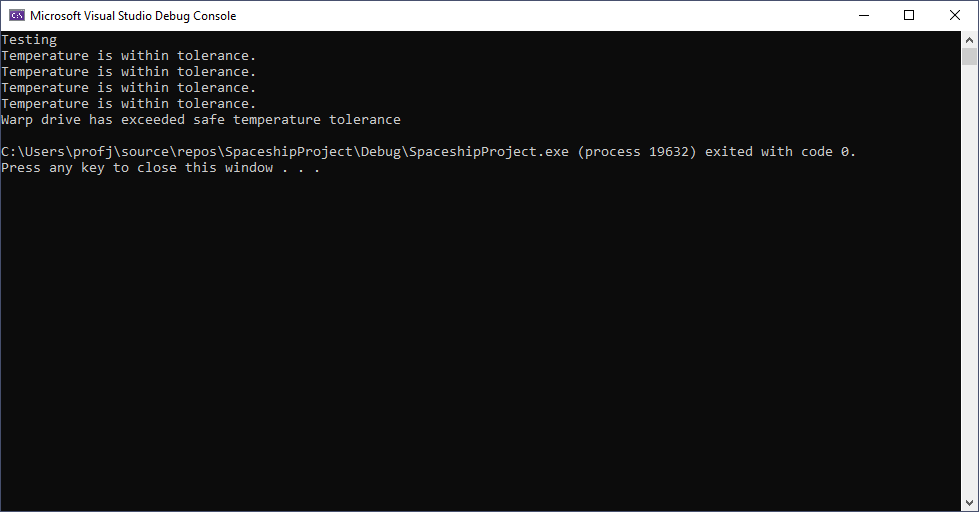 Microsoft Visual Studio Debug Console
Testing
Temperature is within tolerance.
Temperature is within tolerance.
Temperature is within tolerance.
Temperature is within tolerance.
Warp drive has exceeded safe temperature tolerance
C:\Users\profj\source\repos\SpaceshipProject\Debug\SpaceshipProject.exe (process 19632) exited with code 0.
Press any key to close this window . . .